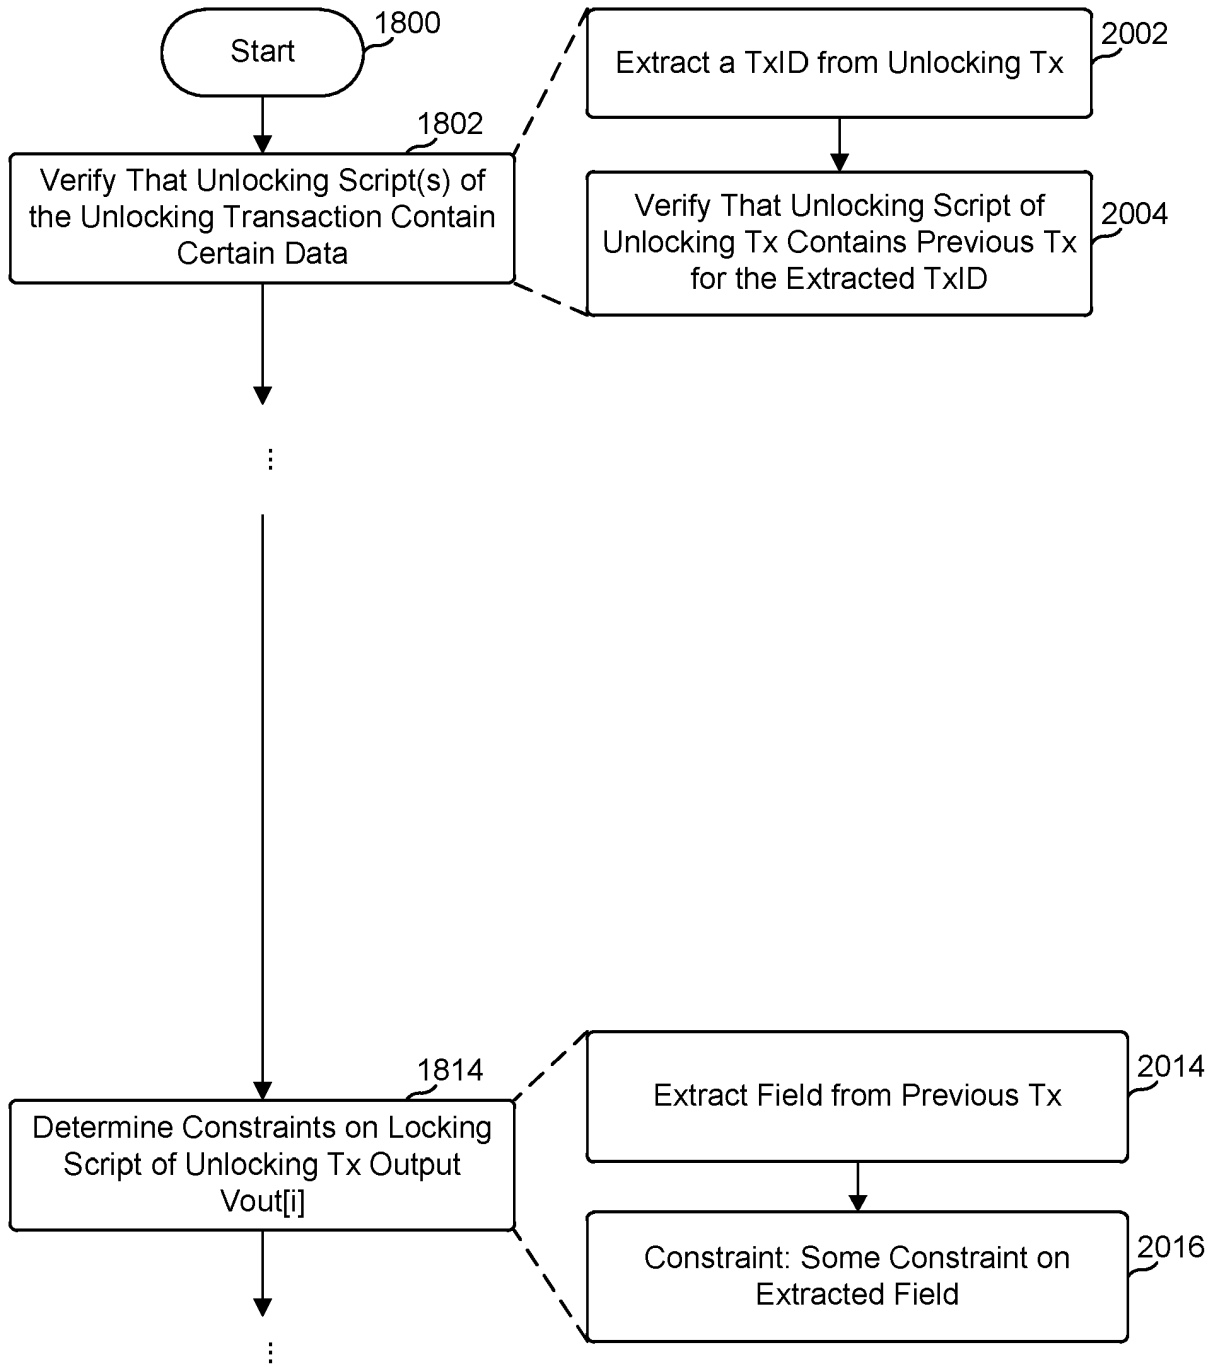 Start
1800
1802
Verify That Unlocking Script(s) of
the Unlocking Transaction Contain
Certain Data
Extract a TxID from Unlocking Tx
2002
Verify That Unlocking Script of
Unlocking Tx Contains Previous Tx
for the Extracted TxID
2004
...
1814
Determine Constraints on Locking
Script of Unlocking Tx Output
Vout[i]
Extract Field from Previous Tx
2014
Constraint: Some Constraint on
Extracted Field
2016
...